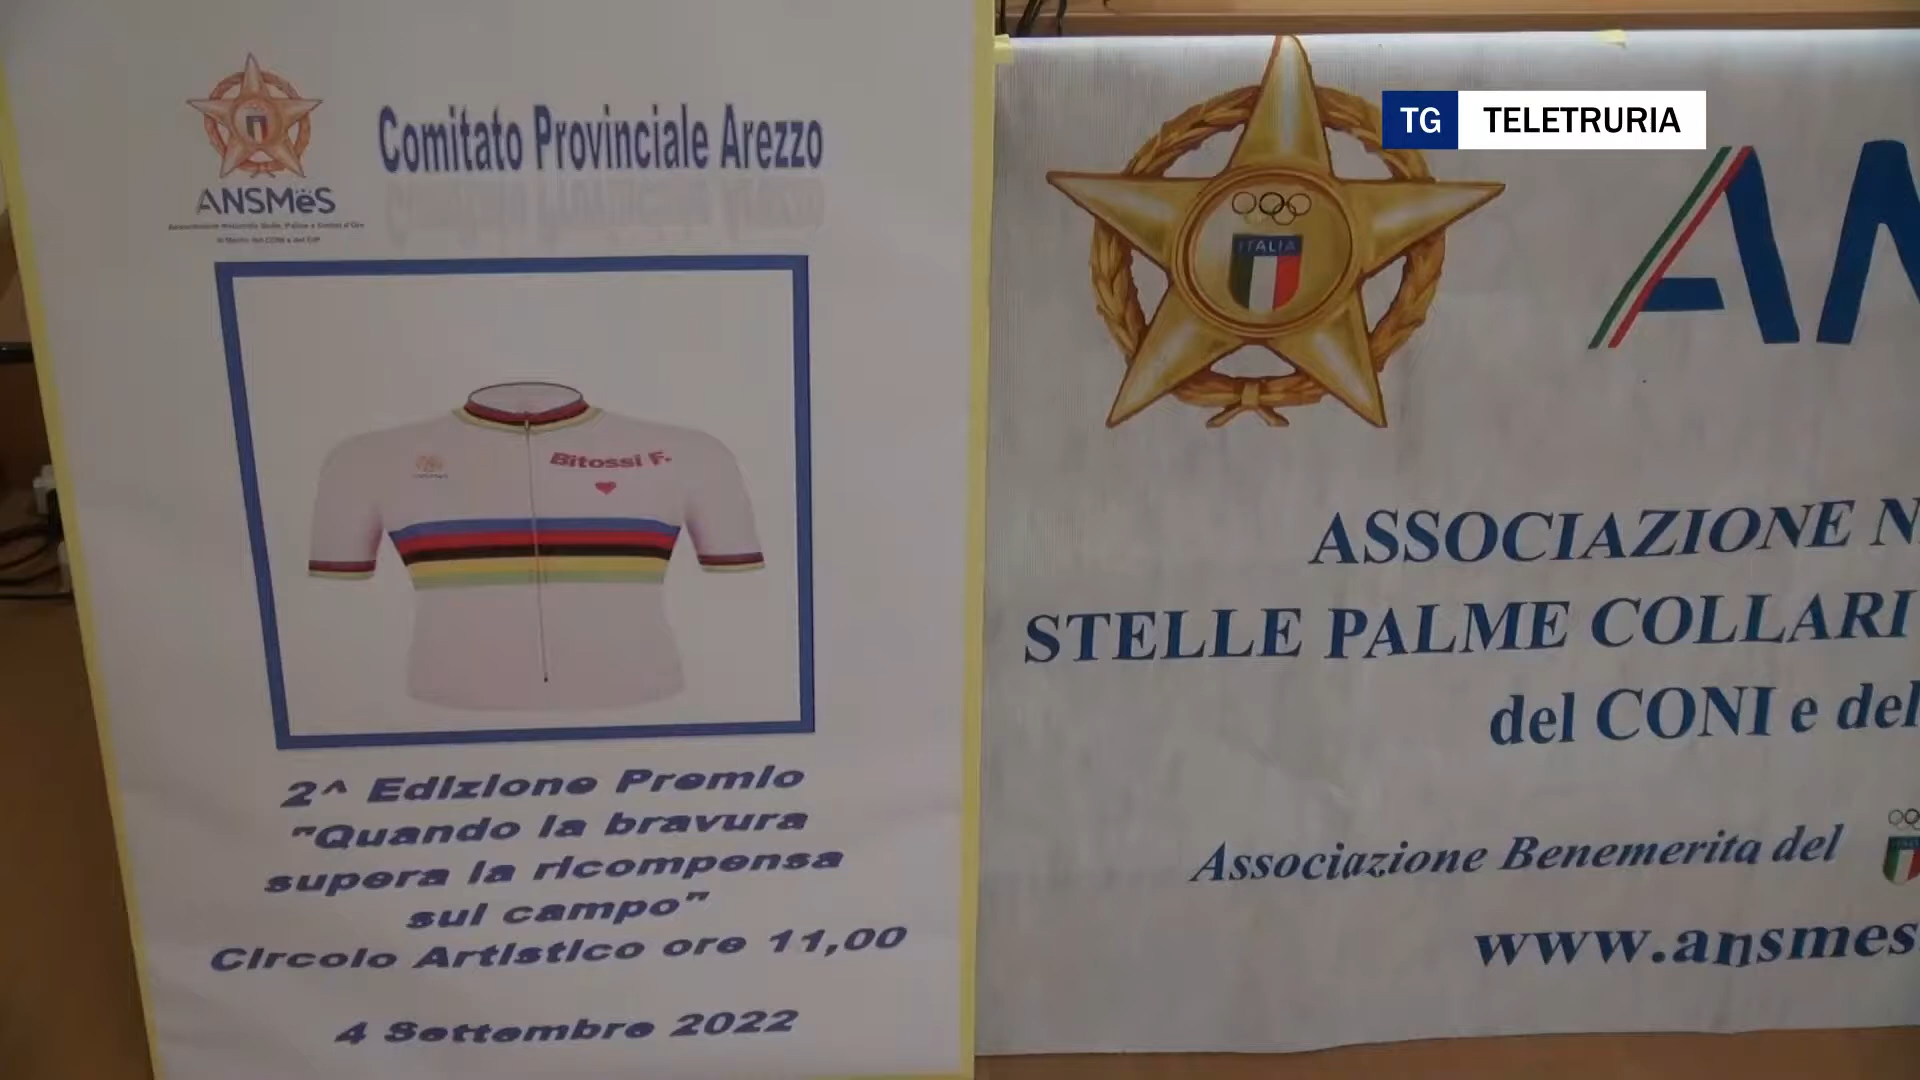 Comitato Provinciale Arezzo
ANSMëS
Bitossi F.
2^ Edizione Premio
"Quando la bravura
supera la ricompensa
sul campo"
Circolo Artistico ore 11,00
4 Settembre 2022
TG TELETRURIA
ITALIA
AN
ASSOCIAZIONE N
STELLE PALME COLLARI
del CONI e del
Associazione Benemerita del
www.ansmes